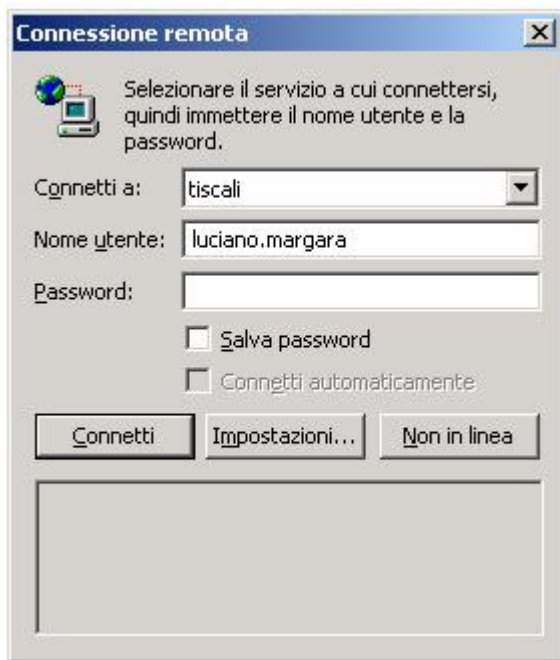 Connessione remota
Selezionare il servizio a cui connettersi,
quindi immettere il nome utente e la
password.
Connetti a: tiscali
Nome utente: luciano.margara
Password:
Salva password
Connetti automaticamente
Connetti Impostazioni... Non in linea